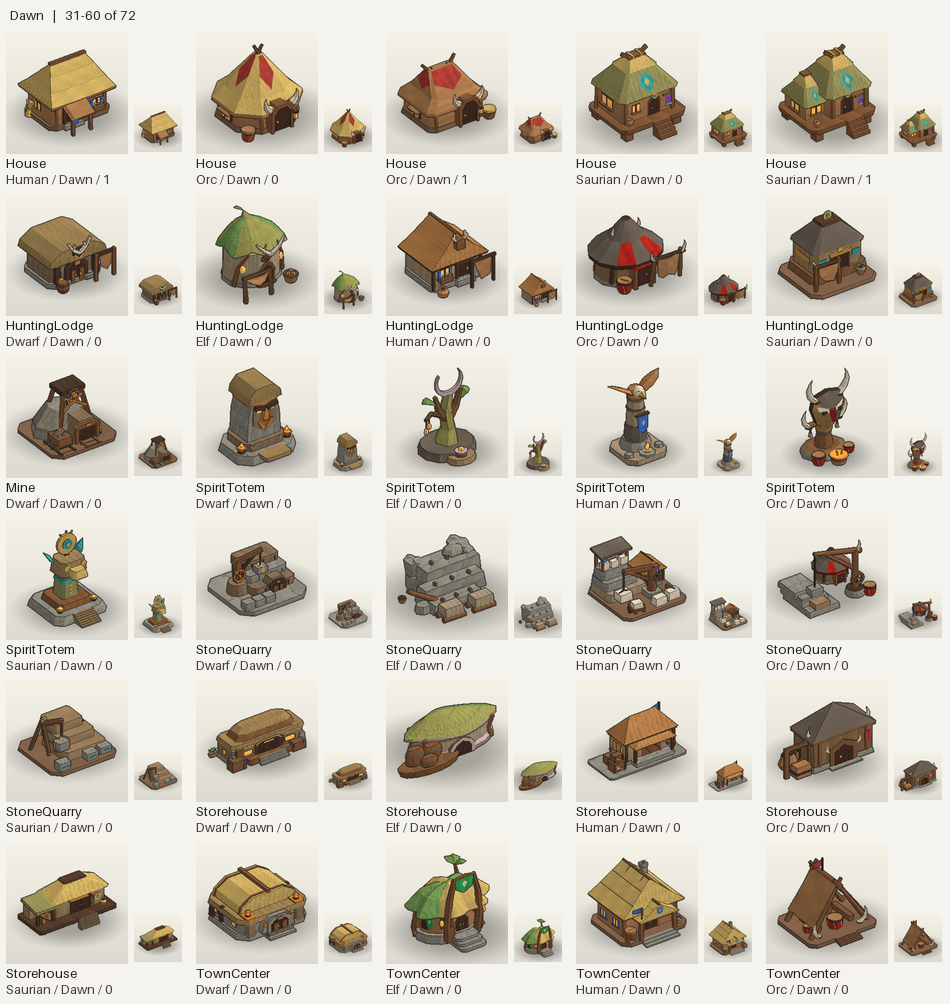 Dawn | 31-60 of 72
House
Human / Dawn / 1
House
Orc / Dawn / 0
House
Orc / Dawn / 1
House
Saurian / Dawn / 0
House
Saurian / Dawn / 1
HuntingLodge
Dwarf / Dawn / 0
HuntingLodge
Elf / Dawn / 0
HuntingLodge
Human / Dawn / 0
HuntingLodge
Orc / Dawn / 0
HuntingLodge
Saurian / Dawn / 0
Mine
Dwarf / Dawn / 0
SpiritTotem
Dwarf / Dawn / 0
SpiritTotem
Elf / Dawn / 0
SpiritTotem
Human / Dawn / 0
SpiritTotem
Orc / Dawn / 0
SpiritTotem
Saurian / Dawn / 0
StoneQuarry
Dwarf / Dawn / 0
StoneQuarry
Elf / Dawn / 0
StoneQuarry
Human / Dawn / 0
StoneQuarry
Orc / Dawn / 0
StoneQuarry
Saurian / Dawn / 0
Storehouse
Dwarf / Dawn / 0
Storehouse
Elf / Dawn / 0
Storehouse
Human / Dawn / 0
Storehouse
Orc / Dawn / 0
Storehouse
Saurian / Dawn / 0
TownCenter
Dwarf / Dawn / 0
TownCenter
Elf / Dawn / 0
TownCenter
Human / Dawn / 0
TownCenter
Orc / Dawn / 0